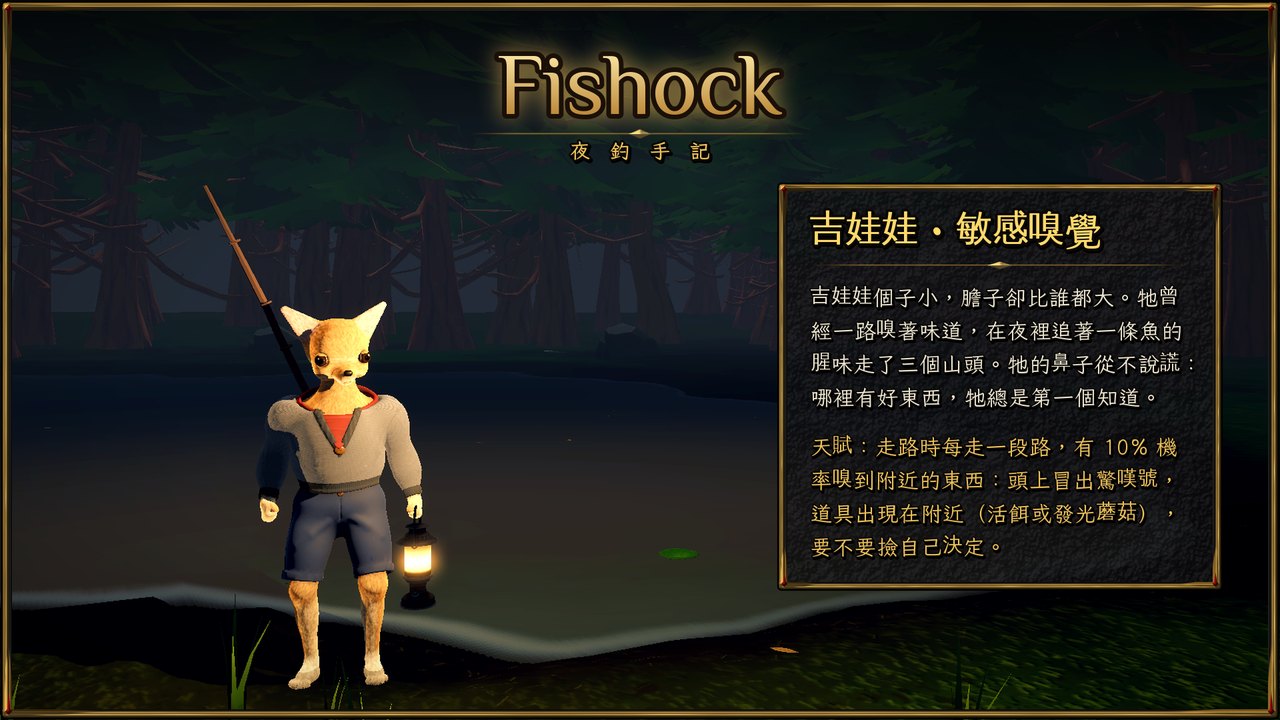 Fishock
夜釣手記
吉娃娃・敏感嗅覺
吉娃娃個子小，膽子卻比誰都大。牠曾
經一路嗅著味道，在夜裡追著一條魚的
腥味走了三個山頭。牠的鼻子從不說謊：
哪裡有好東西，牠總是第一個知道。
天賦：走路時每走一段路，有 10% 機
率嗅到附近的東西：頭上冒出驚嘆號，
道具出現在附近（活餌或發光蘑菇），
要不要撿自己決定。